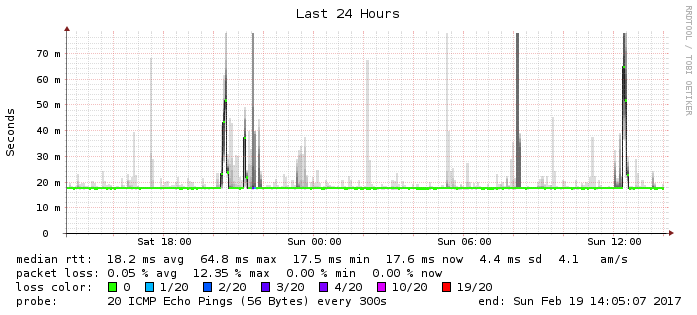 Last 24 Hours
RRDTOOL / TOBI OETIKER
Seconds
70 m
60 m
50 m
40 m
30 m
20 m
10 m
0
Sat 18:00 Sun 00:00 Sun 06:00 Sun 12:00
median rtt: 18.2 ms avg 64.8 ms max 17.5 ms min 17.6 ms now 4.4 ms sd 4.1 am/s
packet loss: 0.05 % avg 12.35 % max 0.00 % min 0.00 % now
loss color: 0 1/20 2/20 3/20 4/20 10/20 19/20
probe: 20 ICMP Echo Pings (56 Bytes) every 300s end: Sun Feb 19 14:05:07 2017